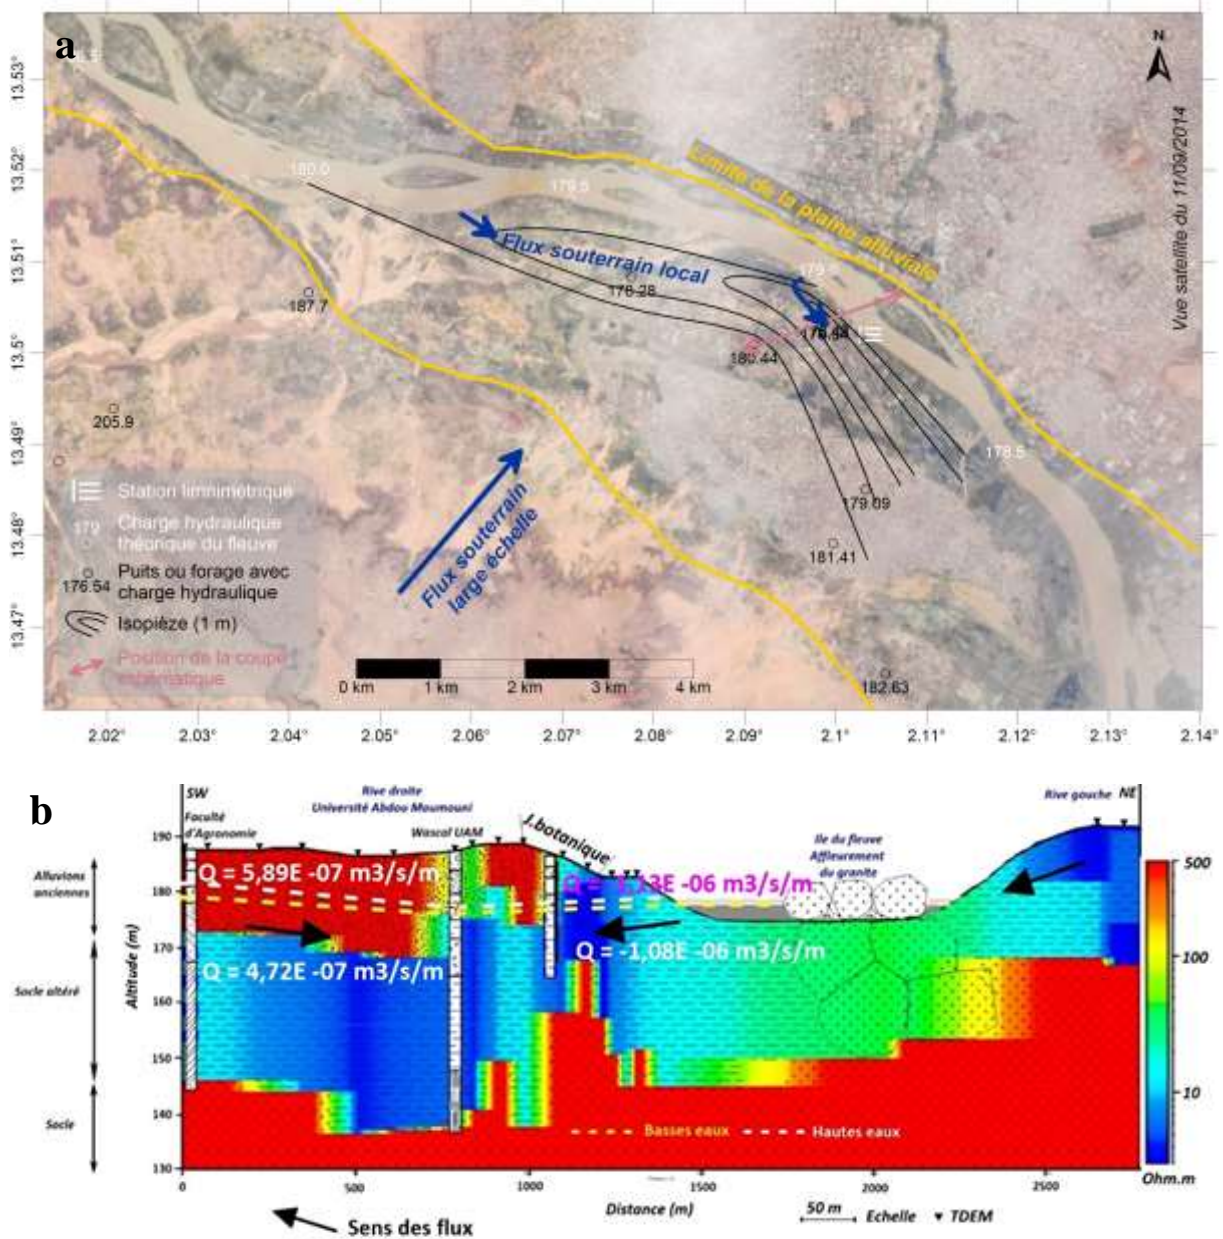 a
N
Vue satellite du 11/09/2014
13.53°
13.52°
13.51°
13.5°
13.49°
13.48°
13.47°
180.0
179.5
Limite de la plaine alluviale
Flux souterrain local
178.28
179
187.7
180.44
205.9
178.5
179.09
181.41
182.63
Flux souterrain
large échelle
Station limnimétrique
179 Charge hydraulique
théorique du fleuve
176.54 Puits ou forage avec
charge hydraulique
Isopièze (1 m)
Position de la coupe
0 km 1 km 2 km 3 km 4 km
2.02° 2.03° 2.04° 2.05° 2.06° 2.07° 2.08° 2.09° 2.1° 2.11° 2.12° 2.13° 2.14°
b
SW
Rive droite
Université Abdou Moumouni
Rive gauche NE
Faculté
d'Agronomie
Wascal UAM
J.botanique
Ile du fleuve
Affleurement
du granite
Alluvions
anciennes
Socle altéré
Socle
Altitude (m)
190
180
170
160
150
140
130
Q = 5,89E -07 m3/s/m
-06 m3/s/m
Q = 4,72E -07 m3/s/m
Q = -1,08E -06 m3/s/m
Basses eaux
Hautes eaux
500
100
10
Ohm.m
0 500 1000 1500 2000 2500
Distance (m)
50 m Echelle TDEM
Sens des flux